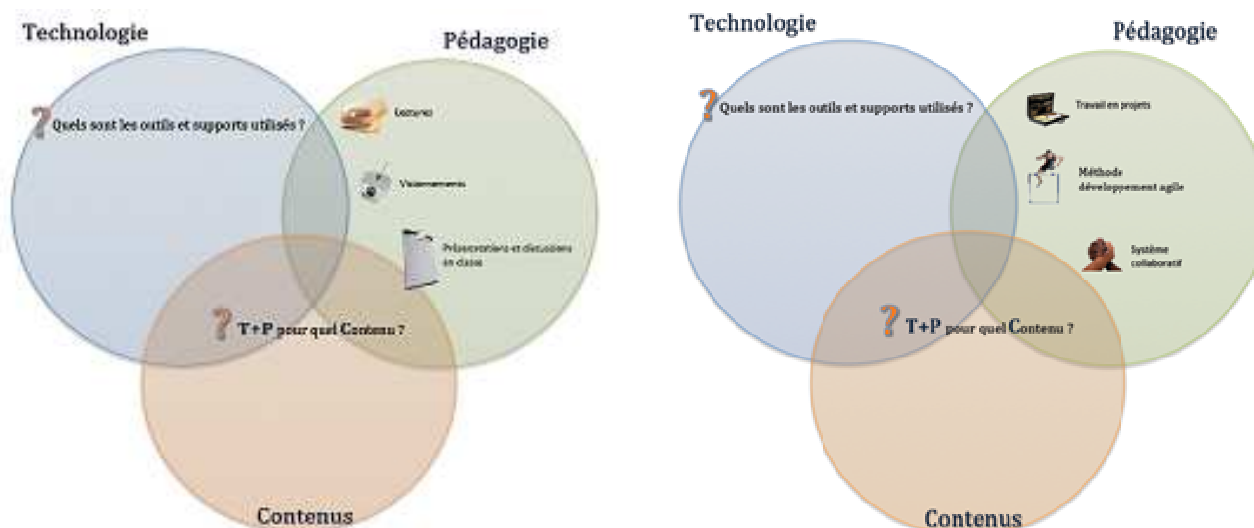 Technologie
Pédagogie
? Quels sont les outils et supports utilisés ?
Lectures
Visionnements
Présentations et discussions
en classe
? T+P pour quel Contenu ?
Contenus
Technologie
Pédagogie
? Quels sont les outils et supports utilisés ?
Travail en projets
Méthode
développement agile
Système
collaboratif
? T+P pour quel Contenu ?
Contenus